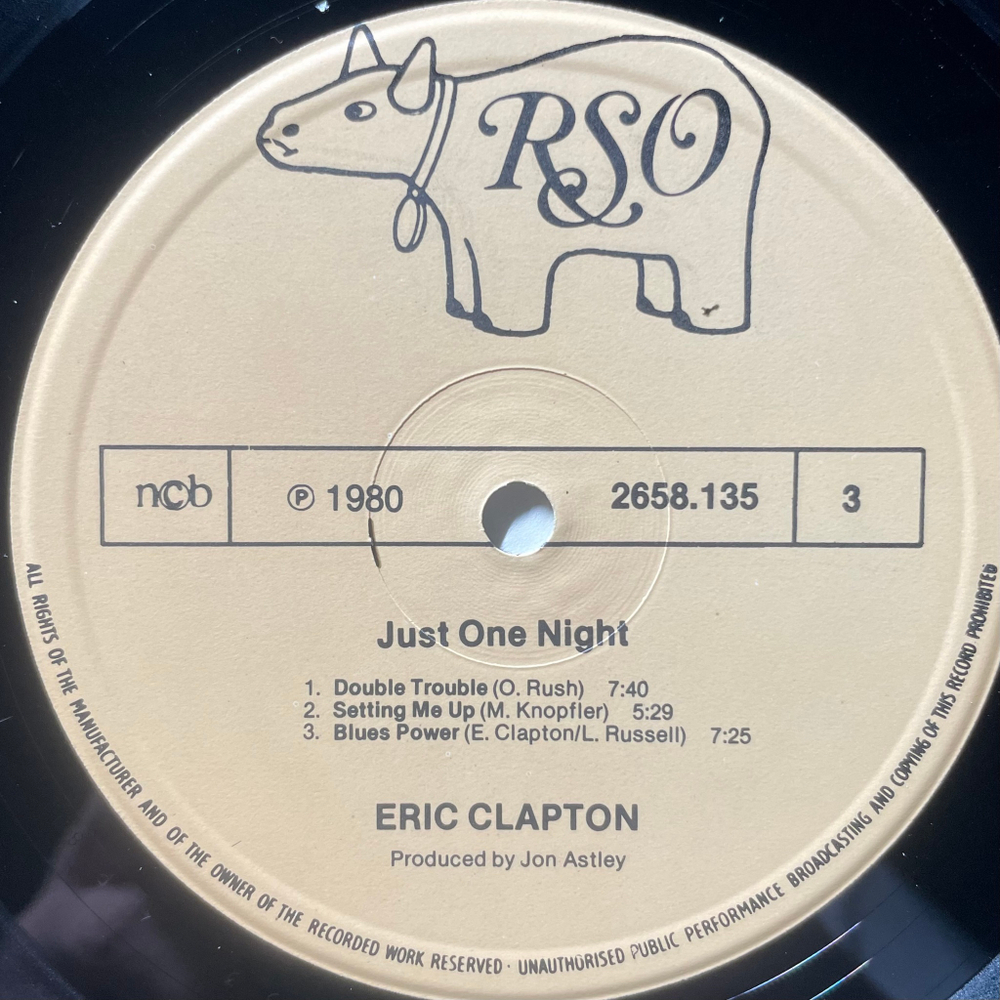 RSO
ncb
℗ 1980
2658.135
3
Just One Night
1. Double Trouble (O. Rush) 7:40
2. Setting Me Up (M. Knopfler) 5:29
3. Blues Power (E. Clapton/L. Russell) 7:25
ERIC CLAPTON
Produced by Jon Astley
ALL RIGHTS OF THE MANUFACTURER AND OF THE OWNER OF THE RECORDED WORK RESERVED · UNAUTHORISED PUBLIC PERFORMANCE BROADCASTING AND COPYING OF THIS RECORD PROHIBITED